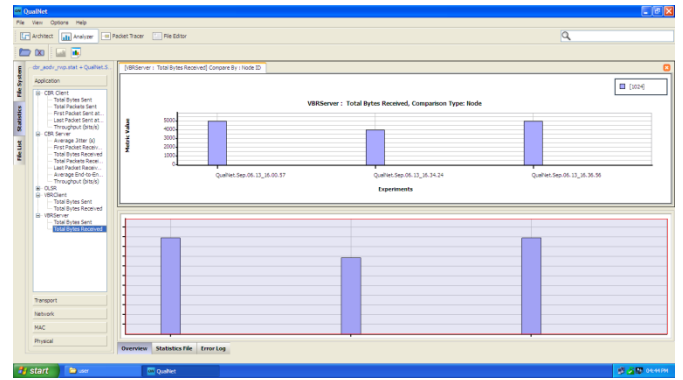 QualNet
File View Options Help
Architect Analyzer Packet Tracer File Editor
File System
Statistics
File List
cbr_aodv_rwp.stat + QualNet.S..
Application
CBR Client
Total Bytes Sent
Total Packets Sent
First Packet Sent at...
Last Packet Sent at...
Throughput (bits/s)
CBR Server
Average Jitter (s)
First Packet Receiv...
Total Bytes Received
Total Packets Recei...
Last Packet Receiv...
Average End-to-En...
Throughput (bits/s)
OLSR
VBRClient
Total Bytes Sent
Total Bytes Received
VBRServer
Total Bytes Sent
Total Bytes Received
Transport
Network
MAC
Physical
[VBRServer : Total Bytes Received] Compare By : Node ID
[1024]
VBRServer : Total Bytes Received, Comparison Type: Node
Metric Value
5000
4000
3000
2000
1000
0
QualNet.Sep.06.13_16.00.57 QualNet.Sep.06.13_16.34.24 QualNet.Sep.06.13_16.36.56
Experiments
Overview Statistics File Error Log
start user QualNet 04:44 PM